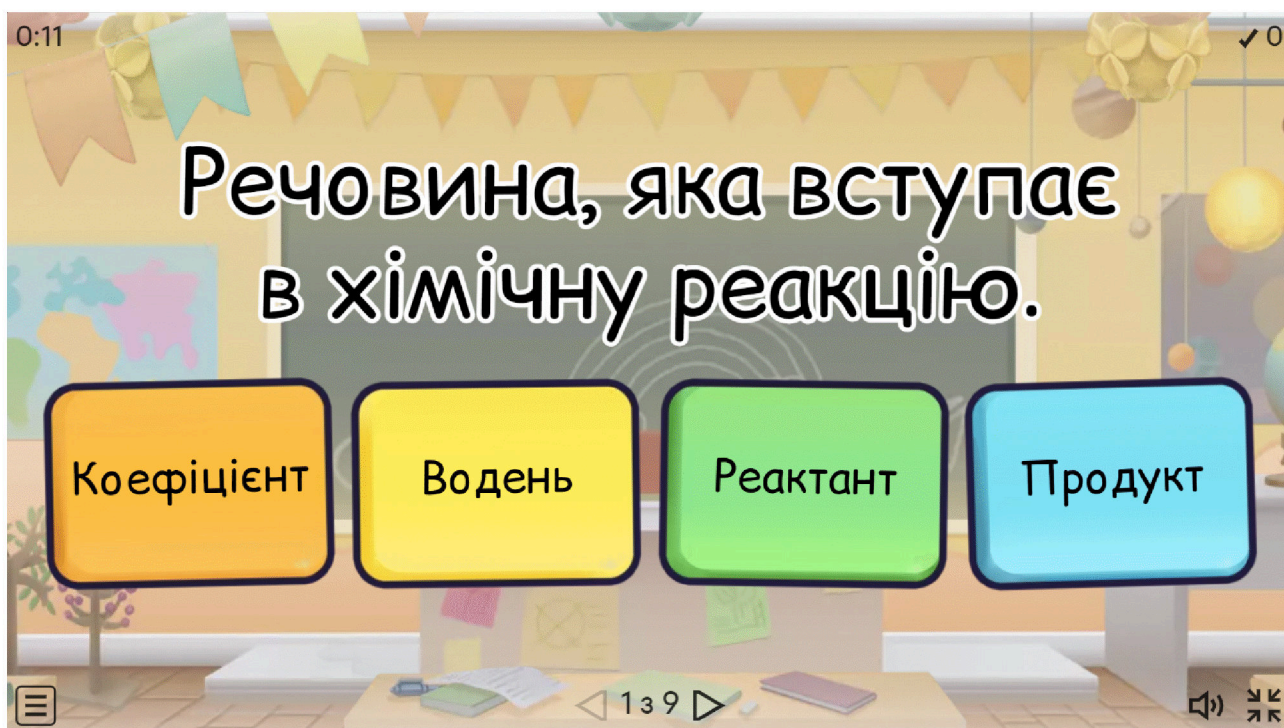 0:11
✓ 0
Речовина, яка вступає
в хімічну реакцію.
Коефіцієнт
Водень
Реактант
Продукт
1 з 9